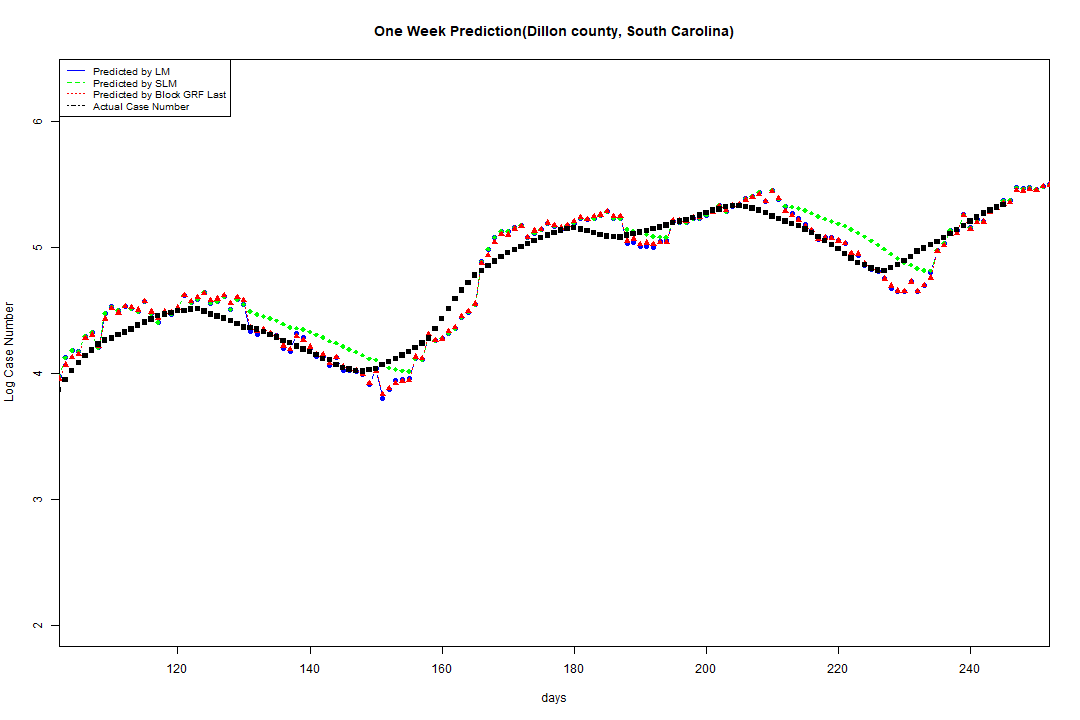 One Week Prediction(Dillon county, South Carolina)
Predicted by LM
Predicted by SLM
Predicted by Block GRF Last
Actual Case Number
6
5
4
3
2
Log Case Number
120 140 160 180 200 220 240
days